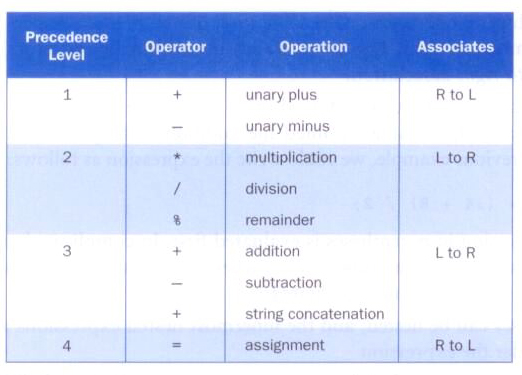 Precedence Level Operator Operation Associates
1 + unary plus R to L
— unary minus
2 * multiplication L to R
/ division
% remainder
3 + addition L to R
— subtraction
+ string concatenation
4 = assignment R to L